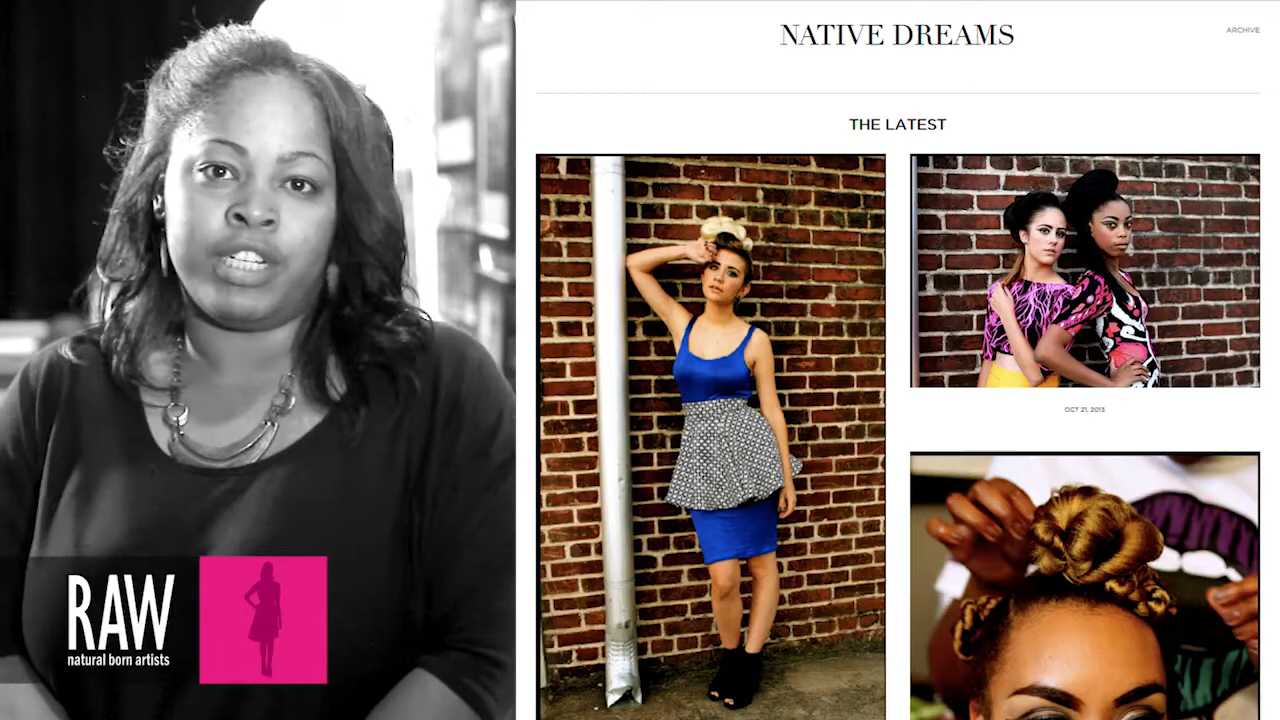 NATIVE DREAMS
ARCHIVE
THE LATEST
OCT 21, 2013
RAW
natural born artists